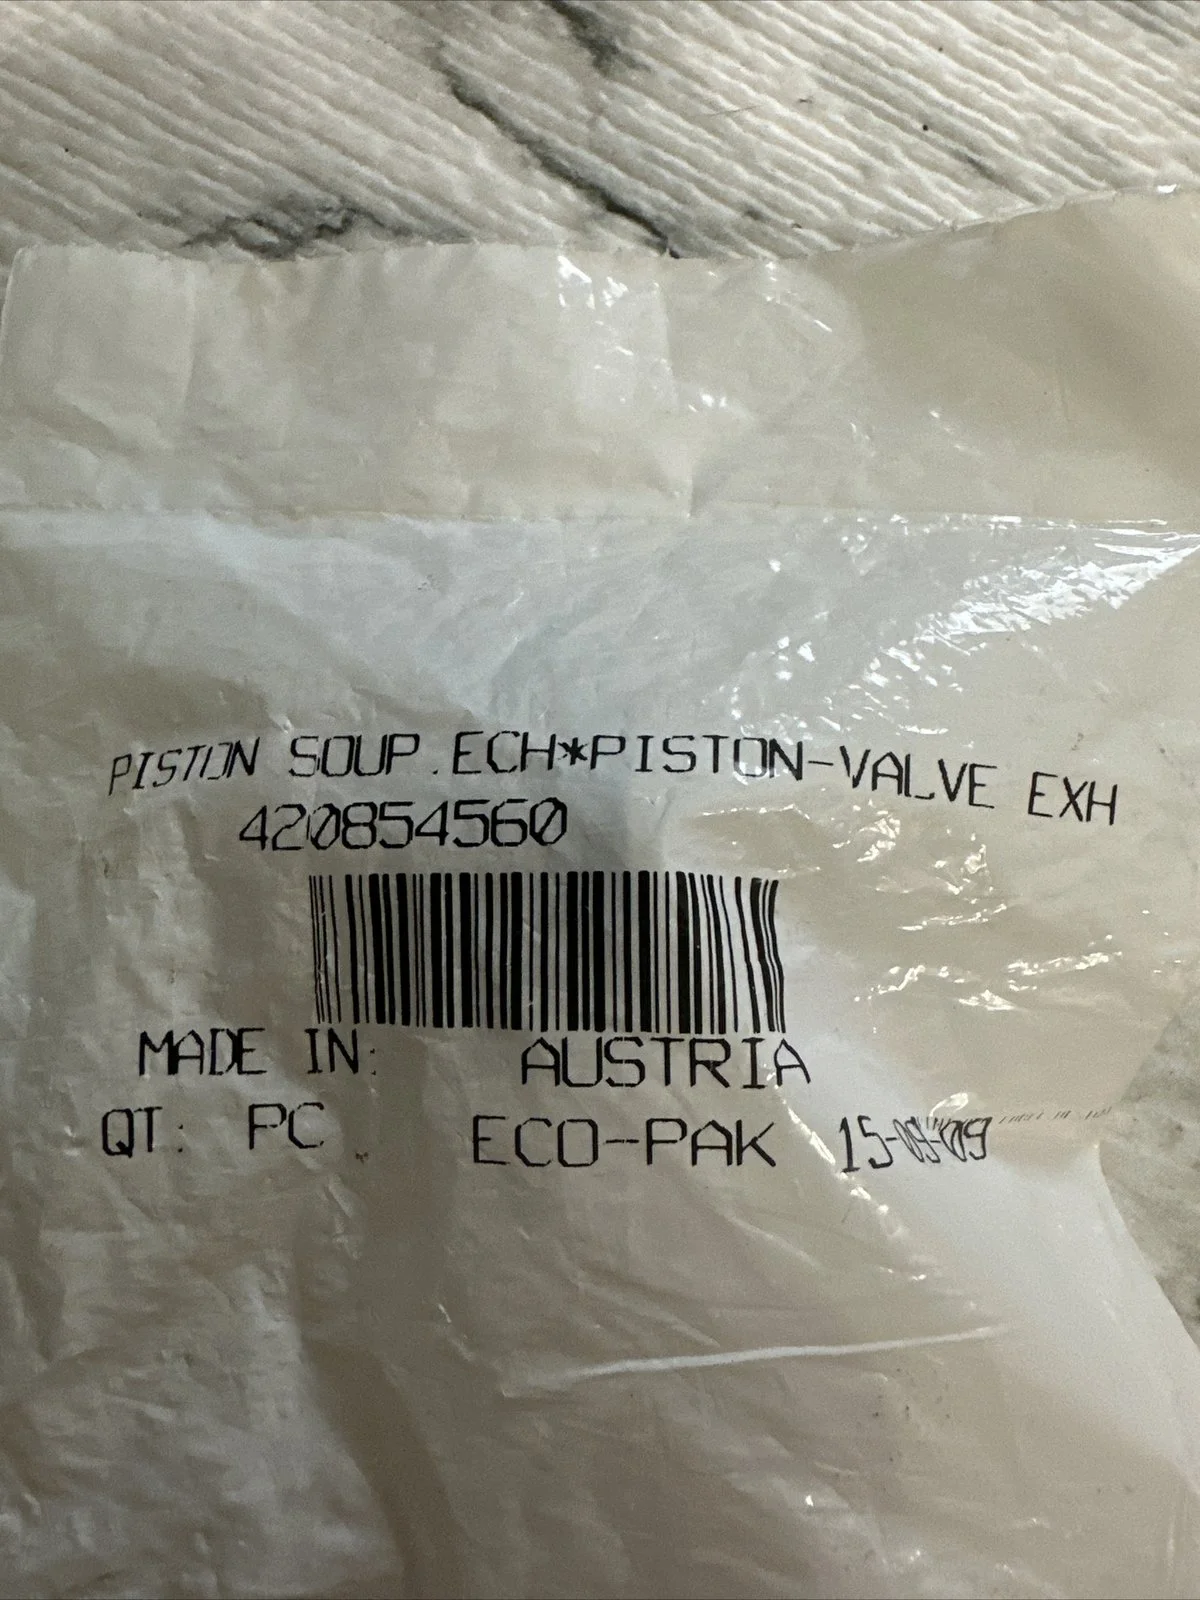 PISTON SOUP.ECH*PISTON-VALVE EXH
420854560
MADE IN: AUSTRIA
QT: PC ECO-PAK 15-09-09